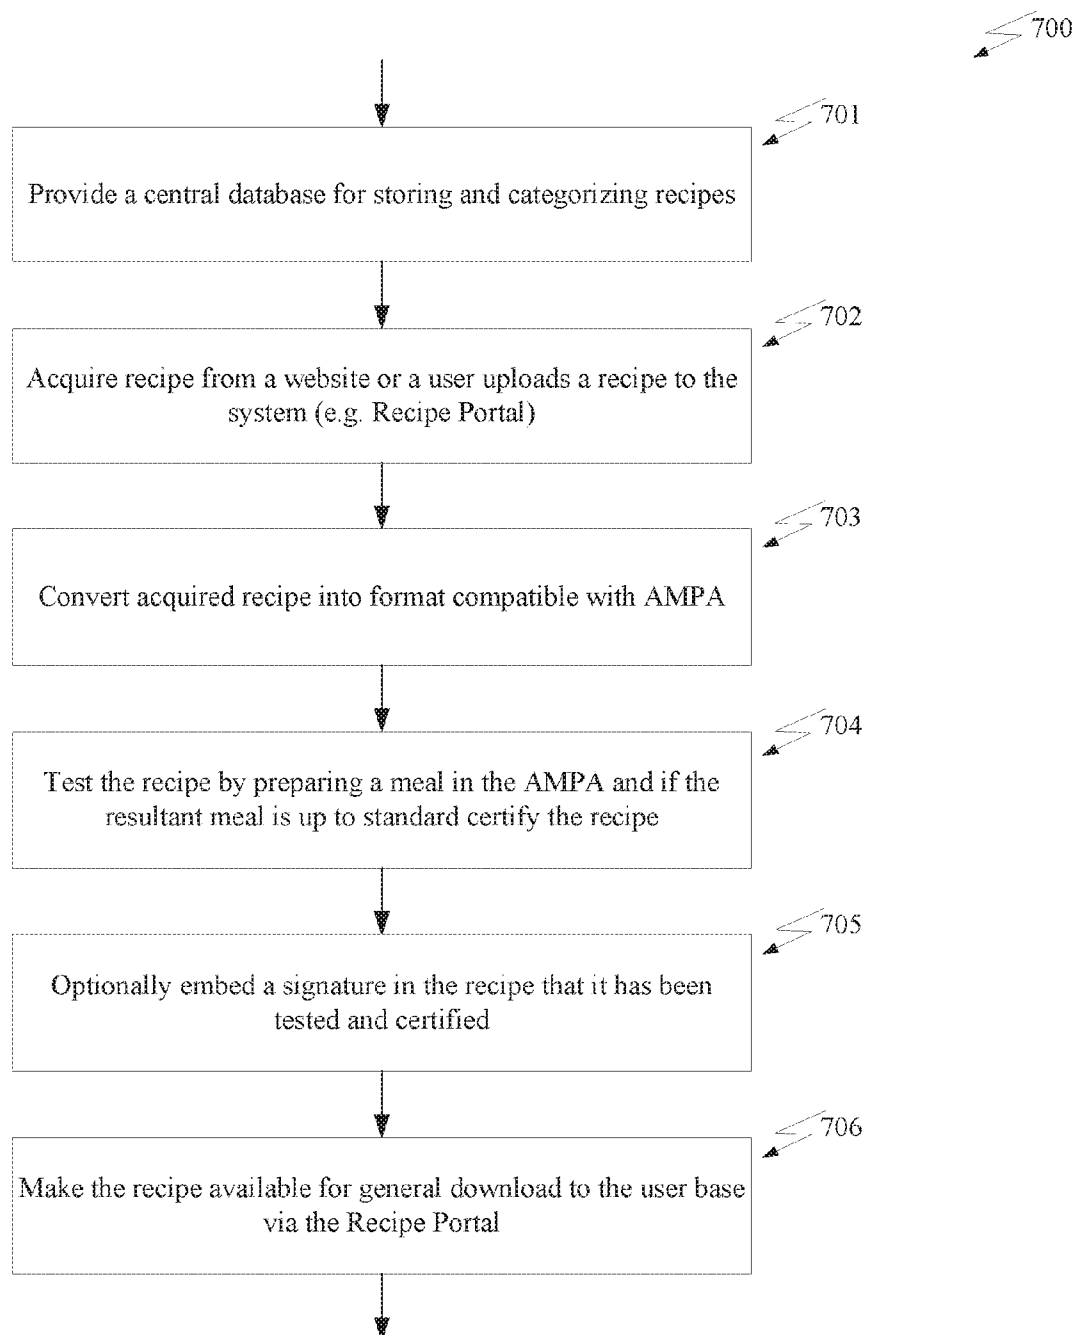 700
701
Provide a central database for storing and categorizing recipes
702
Acquire recipe from a website or a user uploads a recipe to the
system (e.g. Recipe Portal)
703
Convert acquired recipe into format compatible with AMPA
704
Test the recipe by preparing a meal in the AMPA and if the
resultant meal is up to standard certify the recipe
705
Optionally embed a signature in the recipe that it has been
tested and certified
706
Make the recipe available for general download to the user base
via the Recipe Portal